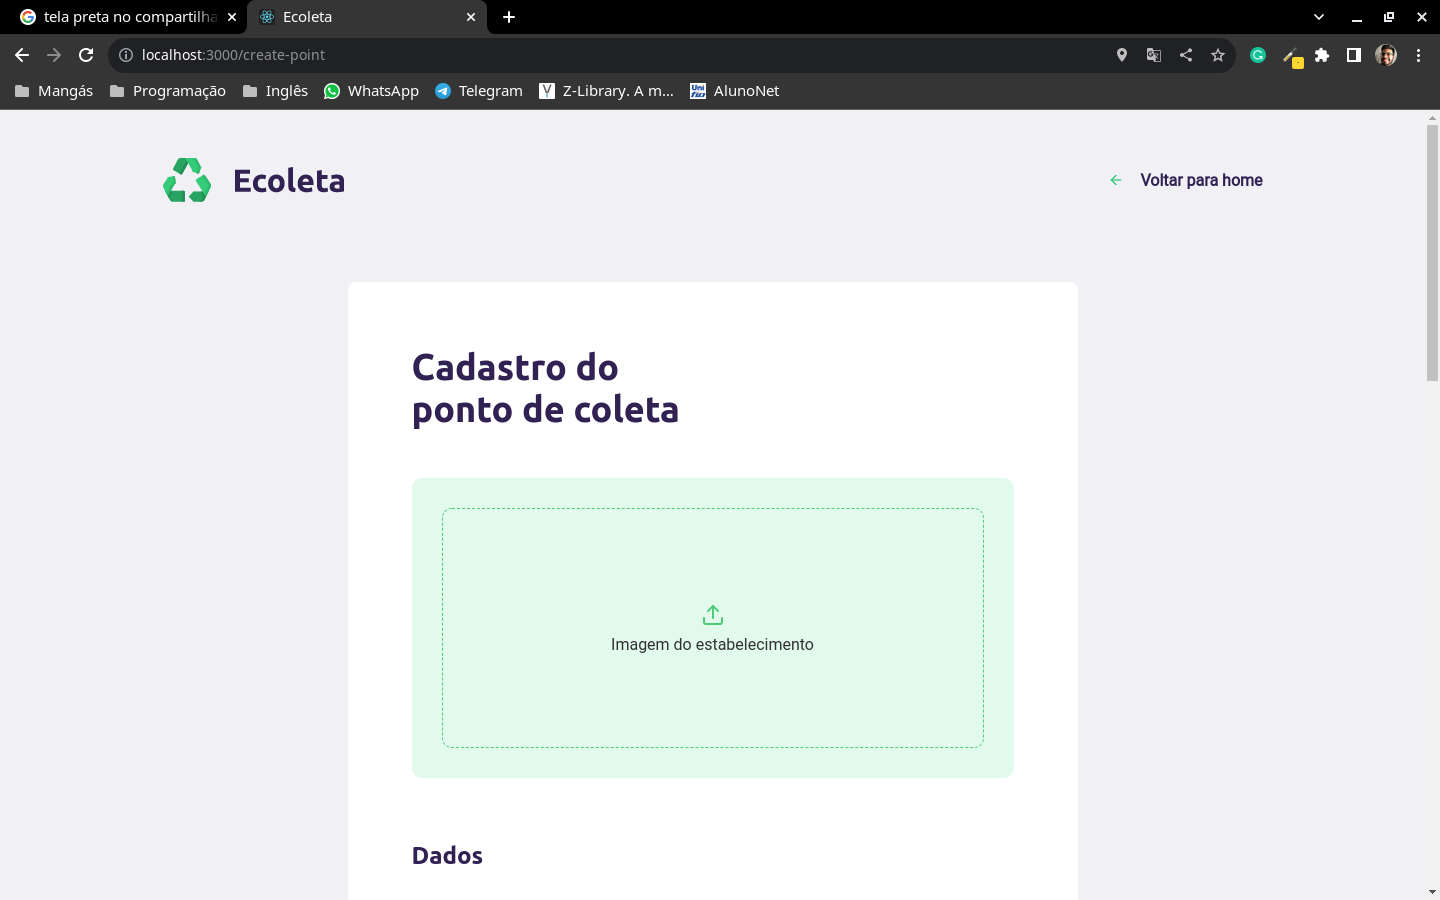 tela preta no compartilha
Ecoleta
localhost:3000/create-point
Mangás
Programação
Inglês
WhatsApp
Telegram
Z-Library. A m...
AlunoNet
Ecoleta
Voltar para home
Cadastro do
ponto de coleta
Imagem do estabelecimento
Dados